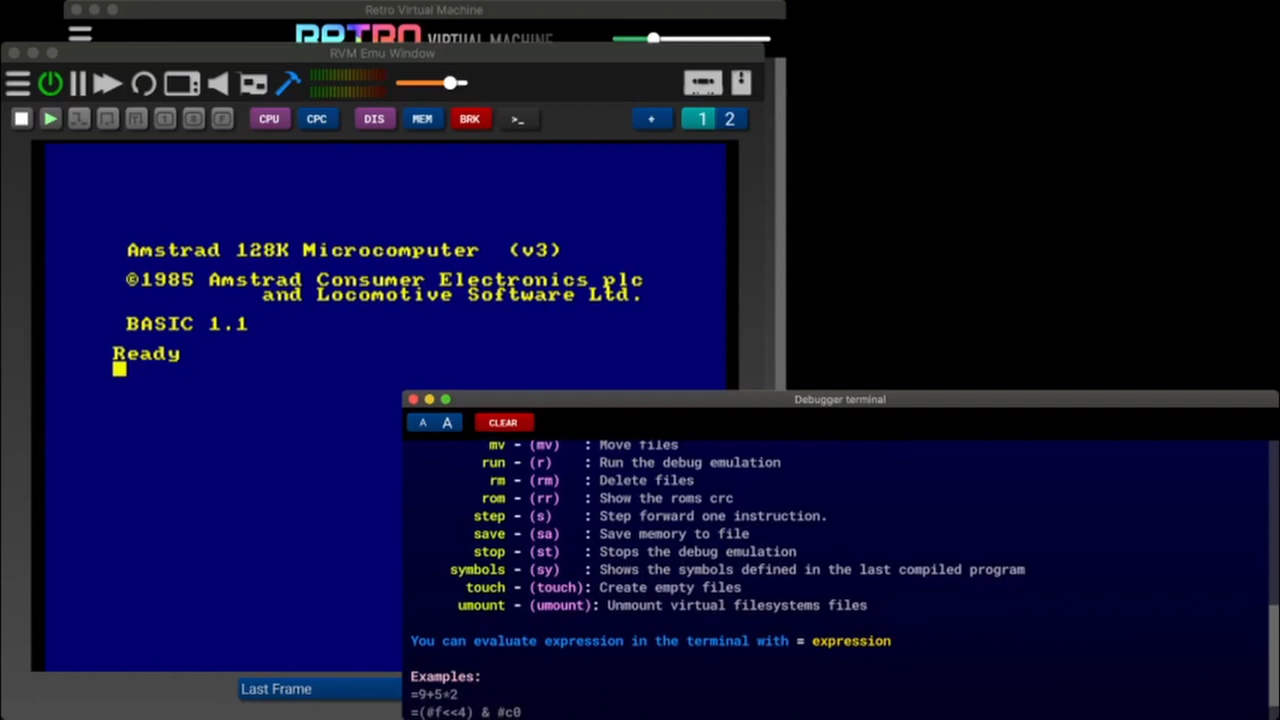 Retro Virtual Machine
RETRO VIRTUAL MACHINE
RVM Emu Window
CPU CPC DIS MEM BRK >_ + 1 2
Amstrad 128K Microcomputer (v3)
©1985 Amstrad Consumer Electronics plc
and Locomotive Software Ltd.
BASIC 1.1
Ready
Debugger terminal
A A CLEAR
mv - (mv) : Move files
run - (r) : Run the debug emulation
rm - (rm) : Delete files
rom - (rr) : Show the roms crc
step - (s) : Step forward one instruction.
save - (sa) : Save memory to file
stop - (st) : Stops the debug emulation
symbols - (sy) : Shows the symbols defined in the last compiled program
touch - (touch): Create empty files
umount - (umount): Unmount virtual filesystems files
You can evaluate expression in the terminal with = expression
Examples:
=9+5*2
=(#f<<4) & #c0
Last Frame